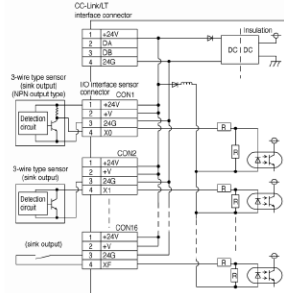 CC-Link/LT
interface connector
1 +24V
2 DA
3 DB
4 24G
Insulation
DC DC
3-wire type sensor
(sink output)
(NPN output type)
I/O interface sensor
connector CON1
Detection
circuit
1 +24V
2 +V
3 24G
4 X0
R
R
3-wire type sensor
(sink output)
CON2
Detection
circuit
1 +24V
2 +V
3 24G
4 X1
R
R
CON16
(sink output)
1 +24V
2 +V
3 24G
4 XF
R
R